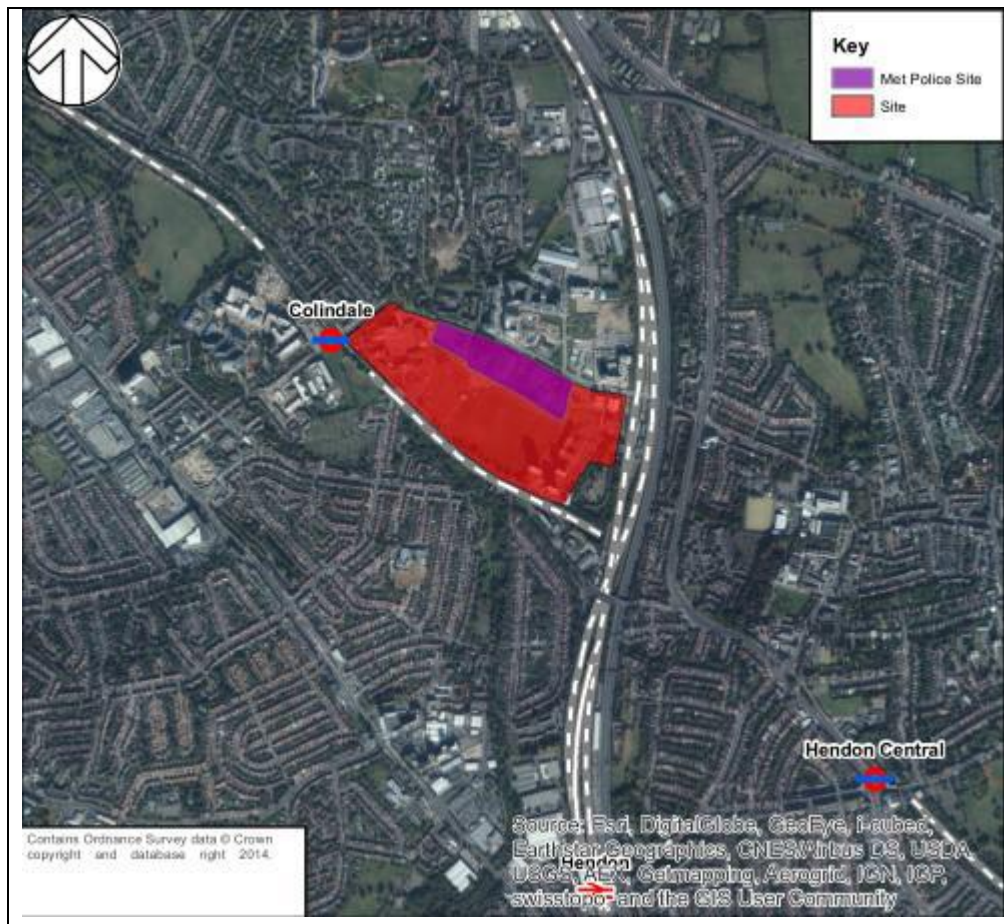 Key
Met Police Site
Site
Colindale
Hendon Central
Hendon
Contains Ordnance Survey data © Crown
copyright and database right 2014.
Source: Esri, DigitalGlobe, GeoEye, i-cubed,
Earthstar Geographics, CNES/Airbus DS, USDA,
USGS, AEX, Getmapping, Aerogrid, IGN, IGP,
swisstopo, and the GIS User Community